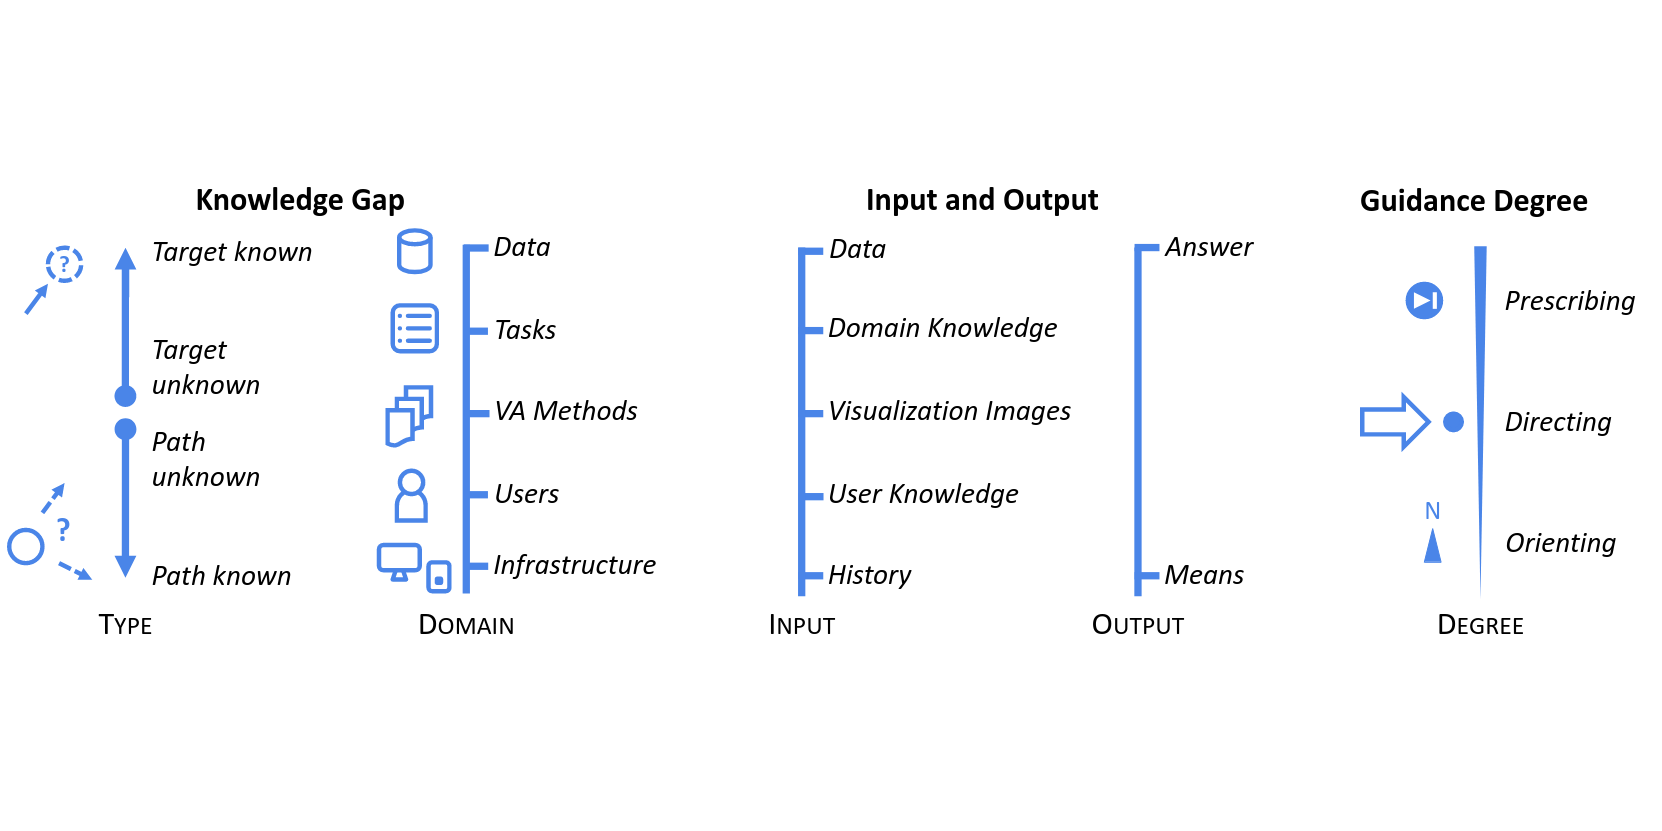 Knowledge Gap
?
Target known
Target
unknown
Path
unknown
?
Path known
TYPE
Data
Tasks
VA Methods
Users
Infrastructure
DOMAIN
Input and Output
Data
Domain Knowledge
Visualization Images
User Knowledge
History
INPUT
Answer
Means
OUTPUT
Guidance Degree
Prescribing
Directing
N
Orienting
DEGREE